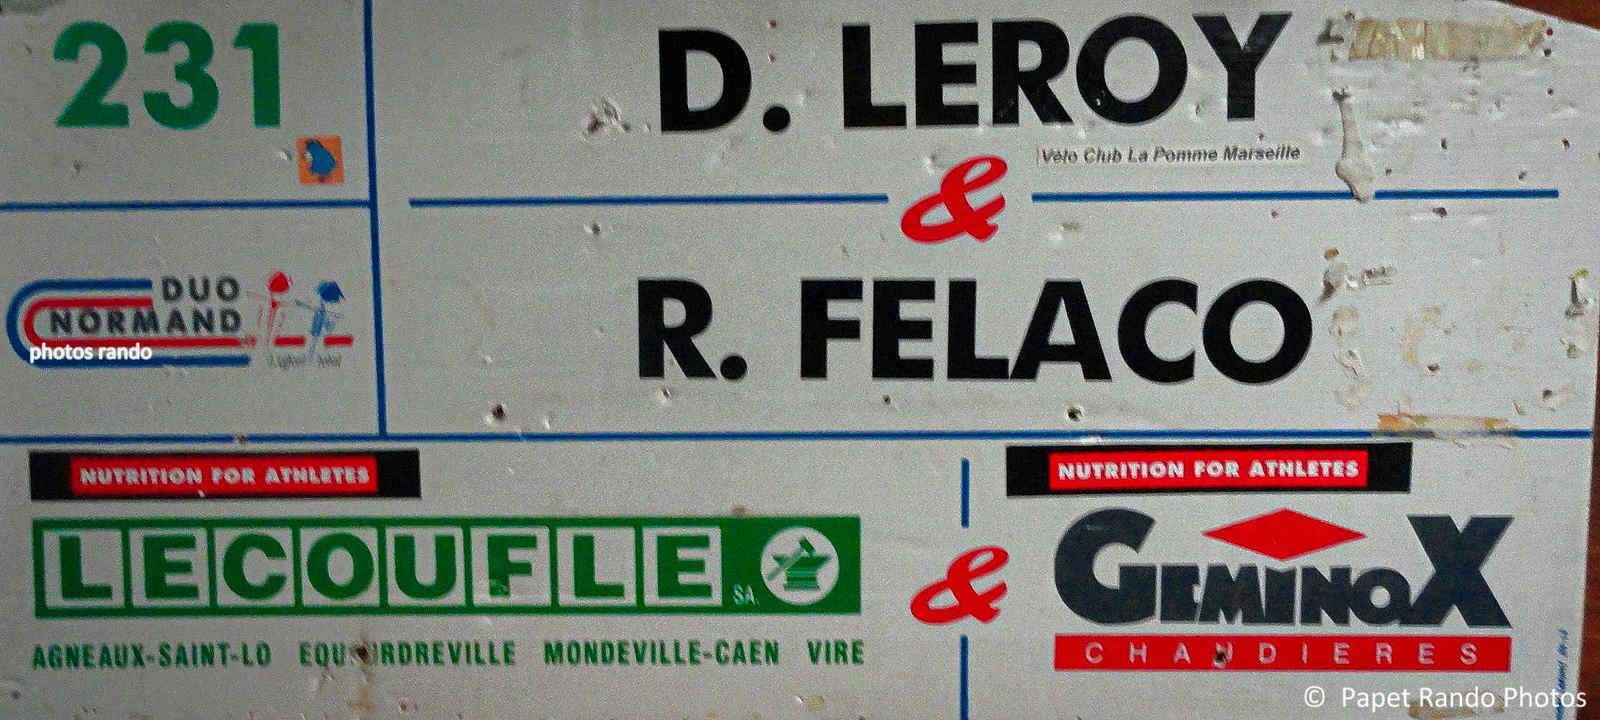 231
D. LEROY
Vélo Club La Pomme Marseille
&
R. FELACO
DUO
NORMAND
photos rando
NUTRITION FOR ATHLETES
NUTRITION FOR ATHLETES
LECOUFLE SA.
&
GEMINOX
CHAUDIERES
AGNEAUX-SAINT-LO MONDEVILLE-CAEN VIRE
© Papet Rando Photos